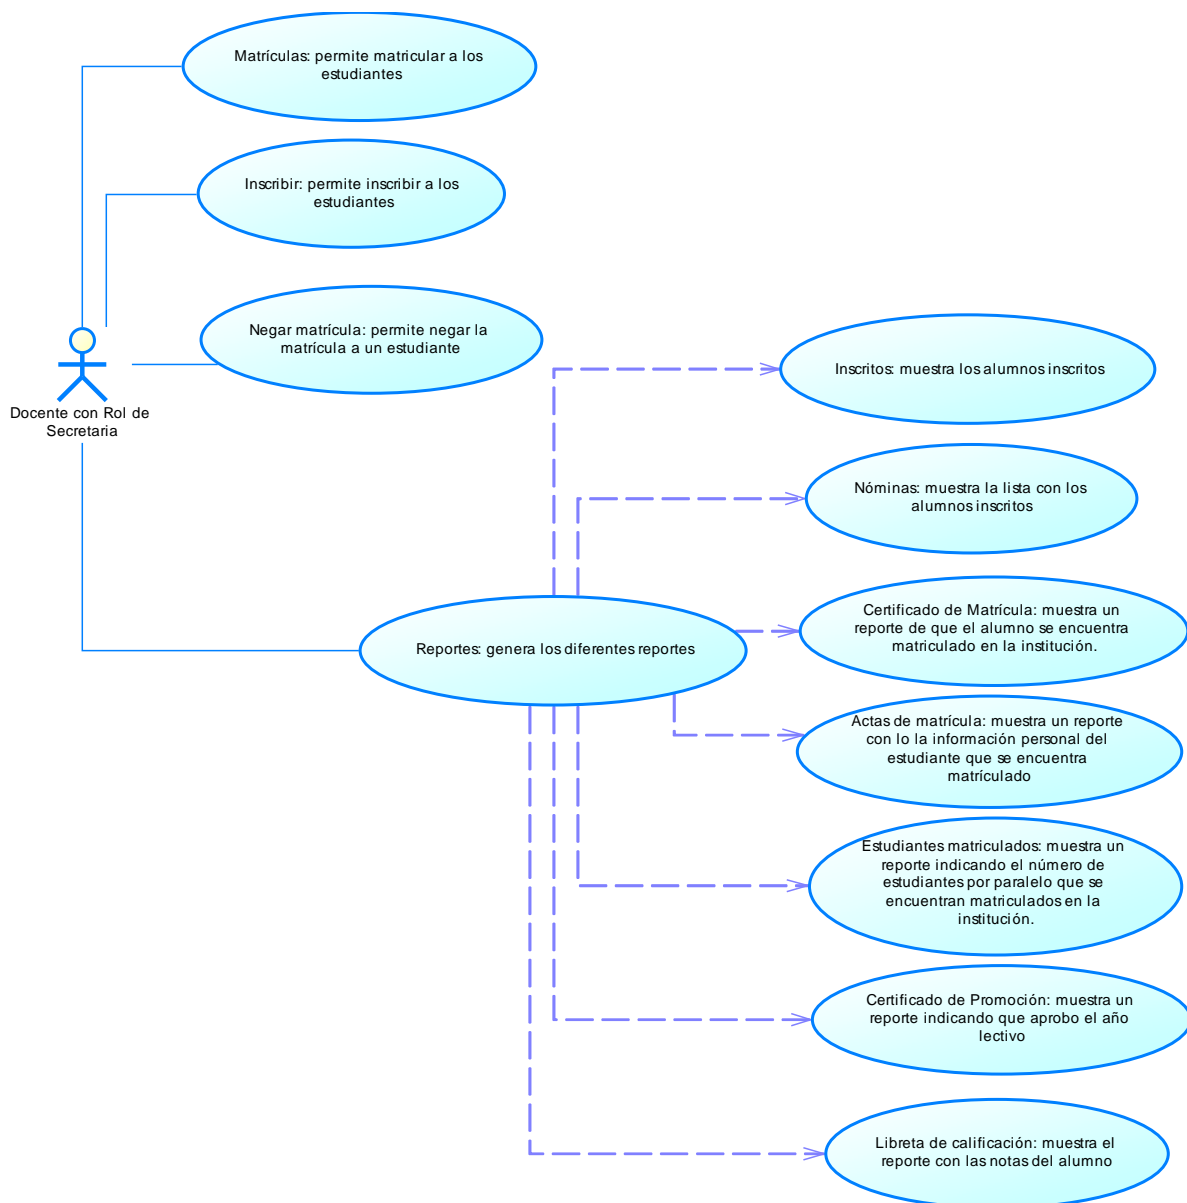 Matrículas: permite matricular a los
estudiantes
Inscribir: permite inscribir a los
estudiantes
Negar matrícula: permite negar la
matrícula a un estudiante
Docente con Rol de
Secretaria
Inscritos: muestra los alumnos inscritos
Nóminas: muestra la lista con los
alumnos inscritos
Reportes: genera los diferentes reportes
Certificado de Matrícula: muestra un
reporte de que el alumno se encuentra
matriculado en la institución.
Actas de matrícula: muestra un reporte
con lo la información personal del
estudiante que se encuentra
matrículado
Estudiantes matriculados: muestra un
reporte indicando el número de
estudiantes por paralelo que se
encuentran matriculados en la
institución.
Certificado de Promoción: muestra un
reporte indicando que aprobo el año
lectivo
Libreta de calificación: muestra el
reporte con las notas del alumno